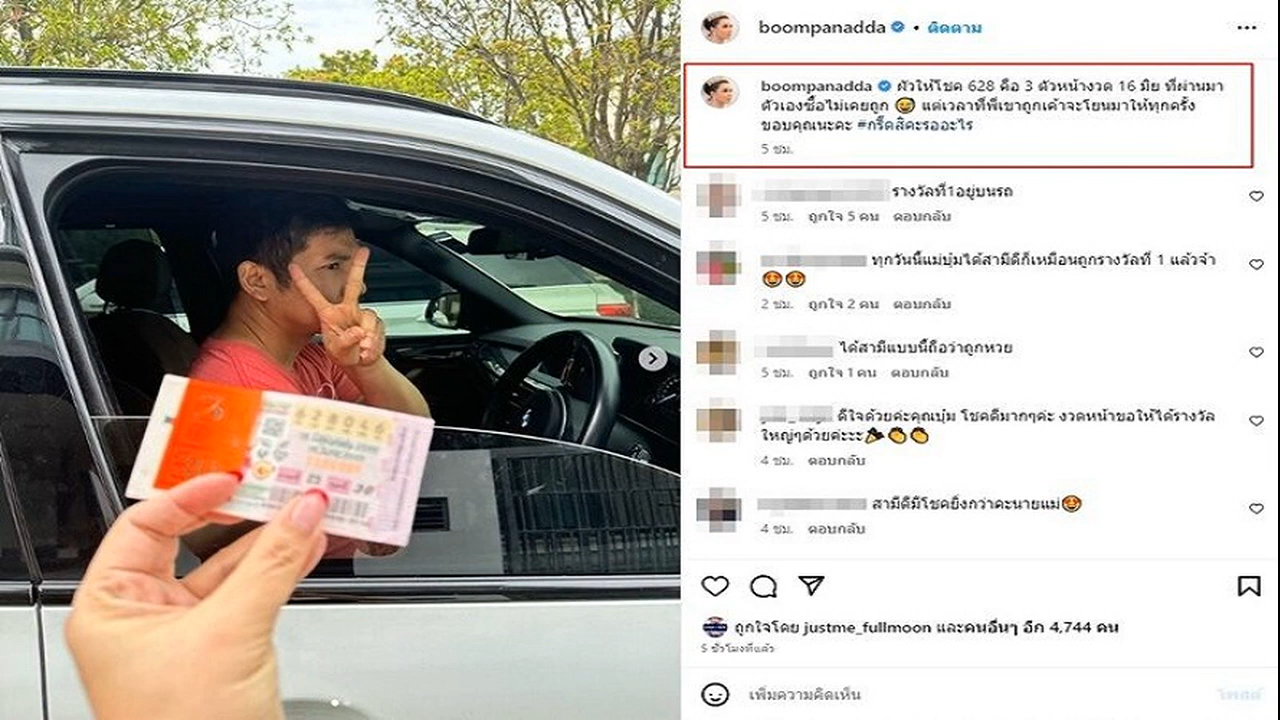 boompanadda • ติดตาม
boompanadda ผัวให้โชค 628 คือ 3 ตัวหน้างวด 16 มิย ที่ผ่านมา
ตัวเองซื้อไม่เคยถูก 😅 แต่เวลาที่พี่เขาถูกเค้าจะโยนมาให้ทุกครั้ง
ขอบคุณนะคะ #กรี๊ดสิคะรออะไร
5 ชม.
รางวัลที่1อยู่บนรถ
5 ชม. ถูกใจ 5 คน ตอบกลับ
ทุกวันนี้แม่บุ๋มได้สามีดีก็เหมือนถูกรางวัลที่ 1 แล้วจ้า
🤩🤩
2 ชม. ถูกใจ 2 คน ตอบกลับ
ได้สามีแบบนี้ถือว่าถูกหวย
5 ชม. ถูกใจ 1 คน ตอบกลับ
ดีใจด้วยค่ะคุณบุ๋ม โชคดีมากๆค่ะ งวดหน้าขอให้ได้รางวัล
ใหญ่ๆด้วยค่ะะะ🎉👏👏
4 ชม. ตอบกลับ
สามีดีมีโชคยิ่งกว่าคะนายแม่🤩
4 ชม. ตอบกลับ
ถูกใจโดย justme_fullmoon และคนอื่นๆ อีก 4,744 คน
5 ชั่วโมงที่แล้ว
เพิ่มความคิดเห็น
โพสต์
628046